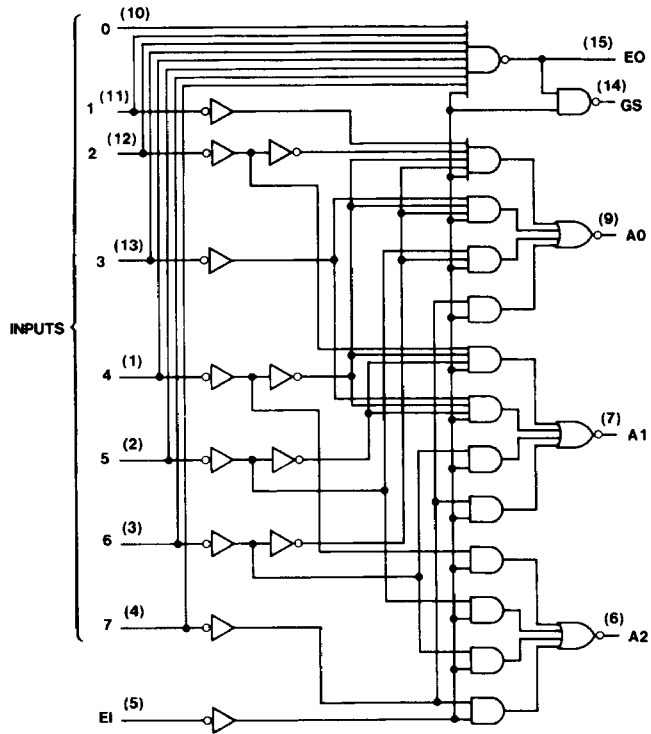 0 (10)
(15) EO
(14) GS
1 (11)
2 (12)
3 (13)
(9) A0
INPUTS
4 (1)
(7) A1
5 (2)
6 (3)
7 (4)
(6) A2
EI (5)